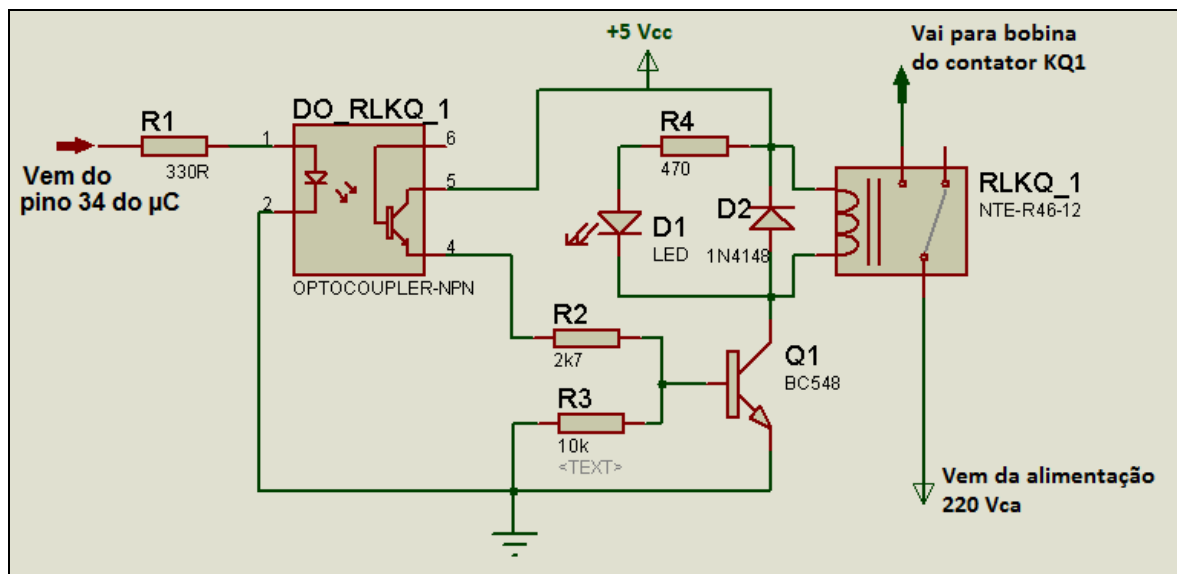 +5 Vcc
Vai para bobina
do contator KQ1
DO_RLKQ_1
R1
330R
1
2
6
5
4
Vem do
pino 34 do µC
OPTOCOUPLER-NPN
R4
470
D1
LED
D2
1N4148
RLKQ_1
NTE-R46-12
R2
2k7
R3
10k
<TEXT>
Q1
BC548
Vem da alimentação
220 Vca